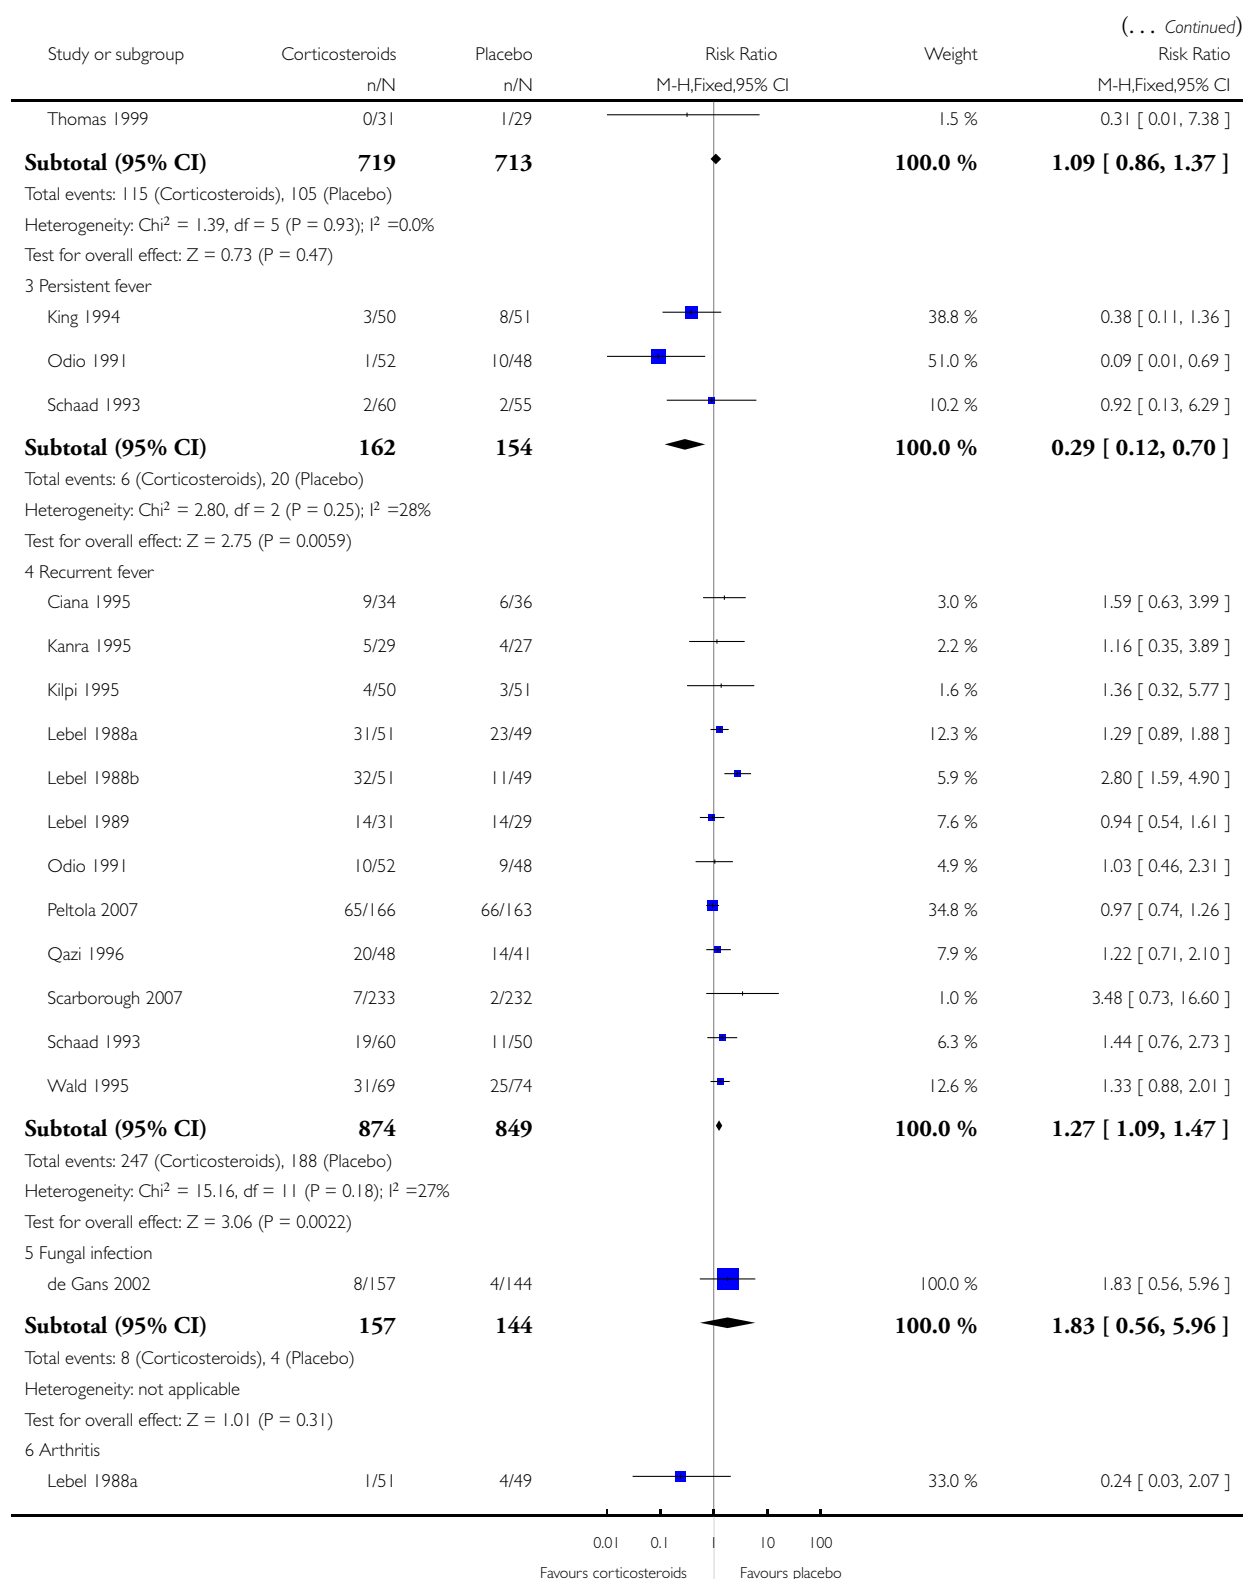 (... Continued)
Study or subgroup Corticosteroids Placebo Risk Ratio Weight Risk Ratio
n/N n/N M-H,Fixed,95% CI M-H,Fixed,95% CI
Thomas 1999 0/31 1/29 1.5 % 0.31 [ 0.01, 7.38 ]
Subtotal (95% CI) 719 713 100.0 % 1.09 [ 0.86, 1.37 ]
Total events: 115 (Corticosteroids), 105 (Placebo)
Heterogeneity: Chi² = 1.39, df = 5 (P = 0.93); I² =0.0%
Test for overall effect: Z = 0.73 (P = 0.47)
3 Persistent fever
King 1994 3/50 8/51 38.8 % 0.38 [ 0.11, 1.36 ]
Odio 1991 1/52 10/48 51.0 % 0.09 [ 0.01, 0.69 ]
Schaad 1993 2/60 2/55 10.2 % 0.92 [ 0.13, 6.29 ]
Subtotal (95% CI) 162 154 100.0 % 0.29 [ 0.12, 0.70 ]
Total events: 6 (Corticosteroids), 20 (Placebo)
Heterogeneity: Chi² = 2.80, df = 2 (P = 0.25); I² =28%
Test for overall effect: Z = 2.75 (P = 0.0059)
4 Recurrent fever
Ciana 1995 9/34 6/36 3.0 % 1.59 [ 0.63, 3.99 ]
Kanra 1995 5/29 4/27 2.2 % 1.16 [ 0.35, 3.89 ]
Kilpi 1995 4/50 3/51 1.6 % 1.36 [ 0.32, 5.77 ]
Lebel 1988a 31/51 23/49 12.3 % 1.29 [ 0.89, 1.88 ]
Lebel 1988b 32/51 11/49 5.9 % 2.80 [ 1.59, 4.90 ]
Lebel 1989 14/31 14/29 7.6 % 0.94 [ 0.54, 1.61 ]
Odio 1991 10/52 9/48 4.9 % 1.03 [ 0.46, 2.31 ]
Peltola 2007 65/166 66/163 34.8 % 0.97 [ 0.74, 1.26 ]
Qazi 1996 20/48 14/41 7.9 % 1.22 [ 0.71, 2.10 ]
Scarborough 2007 7/233 2/232 1.0 % 3.48 [ 0.73, 16.60 ]
Schaad 1993 19/60 11/50 6.3 % 1.44 [ 0.76, 2.73 ]
Wald 1995 31/69 25/74 12.6 % 1.33 [ 0.88, 2.01 ]
Subtotal (95% CI) 874 849 100.0 % 1.27 [ 1.09, 1.47 ]
Total events: 247 (Corticosteroids), 188 (Placebo)
Heterogeneity: Chi² = 15.16, df = 11 (P = 0.18); I² =27%
Test for overall effect: Z = 3.06 (P = 0.0022)
5 Fungal infection
de Gans 2002 8/157 4/144 100.0 % 1.83 [ 0.56, 5.96 ]
Subtotal (95% CI) 157 144 100.0 % 1.83 [ 0.56, 5.96 ]
Total events: 8 (Corticosteroids), 4 (Placebo)
Heterogeneity: not applicable
Test for overall effect: Z = 1.01 (P = 0.31)
6 Arthritis
Lebel 1988a 1/51 4/49 33.0 % 0.24 [ 0.03, 2.07 ]
0.01 0.1 1 10 100
Favours corticosteroids Favours placebo